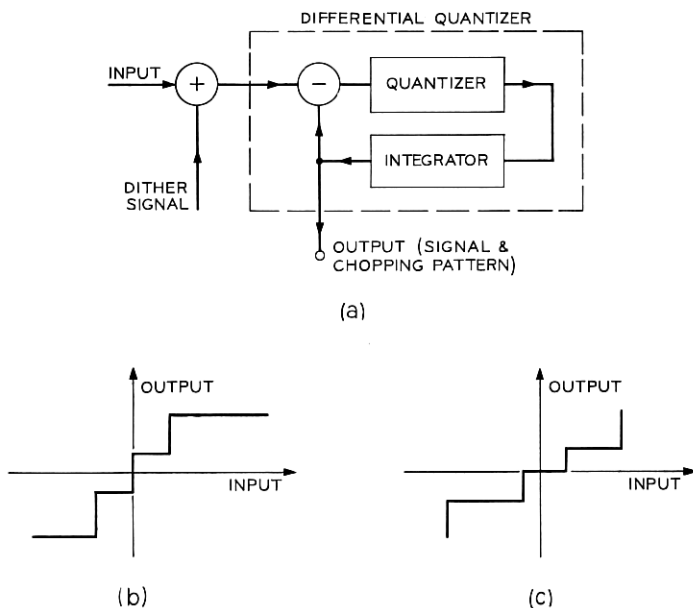 DIFFERENTIAL QUANTIZER
INPUT
+
−
QUANTIZER
INTEGRATOR
DITHER
SIGNAL
OUTPUT (SIGNAL &
CHOPPING PATTERN)
(a)
OUTPUT
INPUT
(b)
OUTPUT
INPUT
(c)